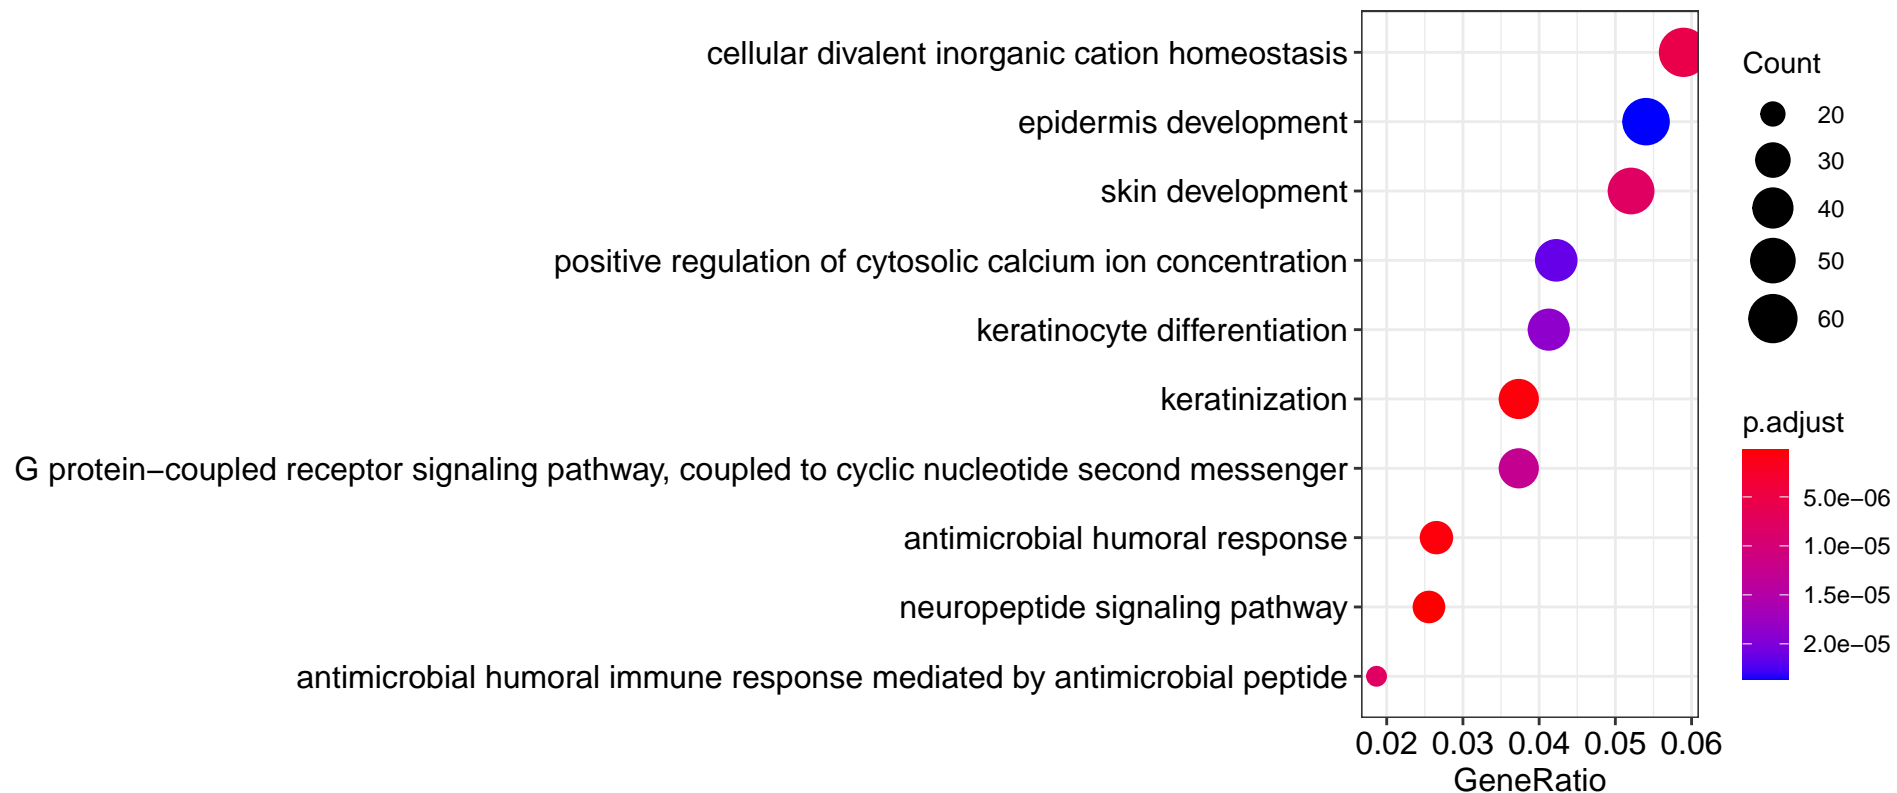 cellular divalent inorganic cation homeostasis
epidermis development
skin development
positive regulation of cytosolic calcium ion concentration
keratinocyte differentiation
keratinization
G protein−coupled receptor signaling pathway, coupled to cyclic nucleotide second messenger
antimicrobial humoral response
neuropeptide signaling pathway
antimicrobial humoral immune response mediated by antimicrobial peptide
0.02 0.03 0.04 0.05 0.06
GeneRatio
Count
20
30
40
50
60
p.adjust
5.0e−06
1.0e−05
1.5e−05
2.0e−05